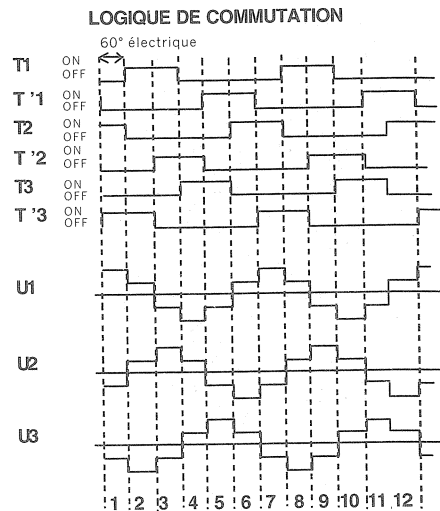 LOGIQUE DE COMMUTATION
60° électrique
T1 ON
OFF
T'1 ON
OFF
T2 ON
OFF
T'2 ON
OFF
T3 ON
OFF
T'3 ON
OFF
U1
U2
U3
1 2 3 4 5 6 7 8 9 10 11 12